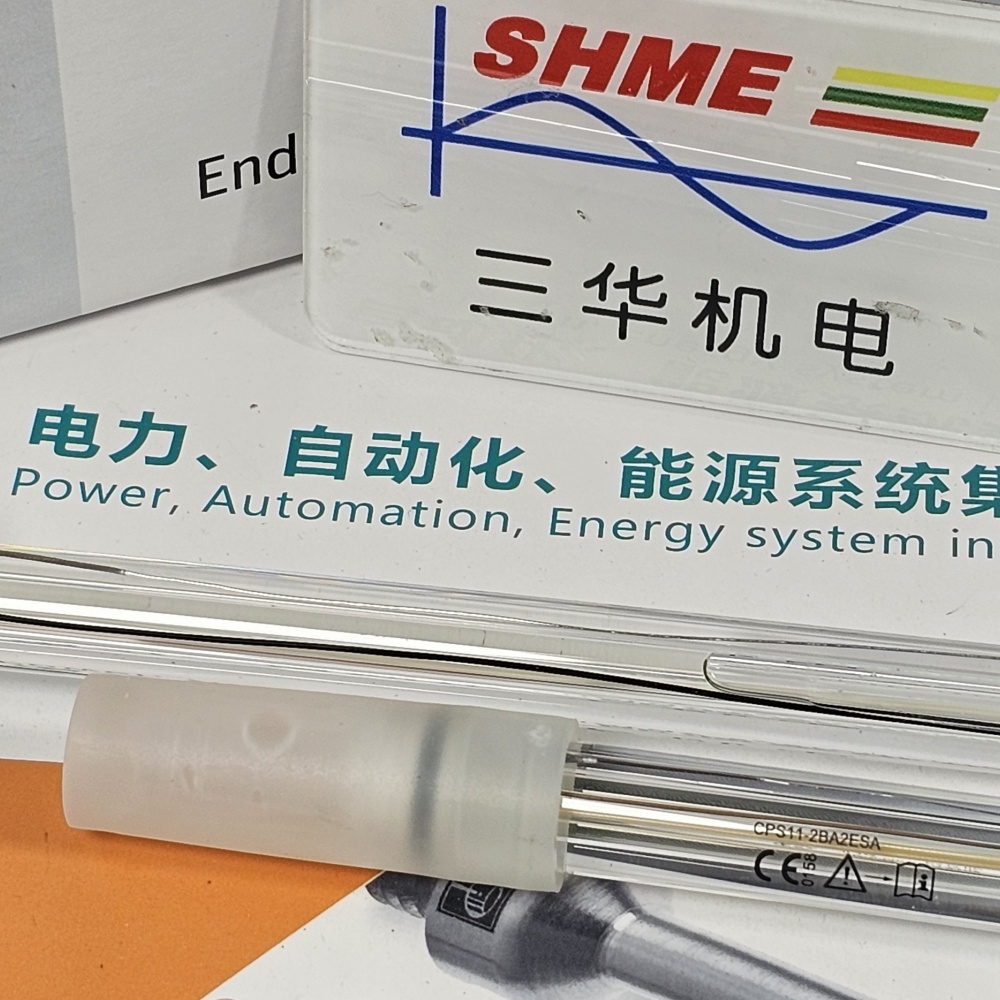 SHME
End
三华机电
电力、自动化、能源系统集
Power, Automation, Energy system in
CPS11-2BA2ESA
CE 0158